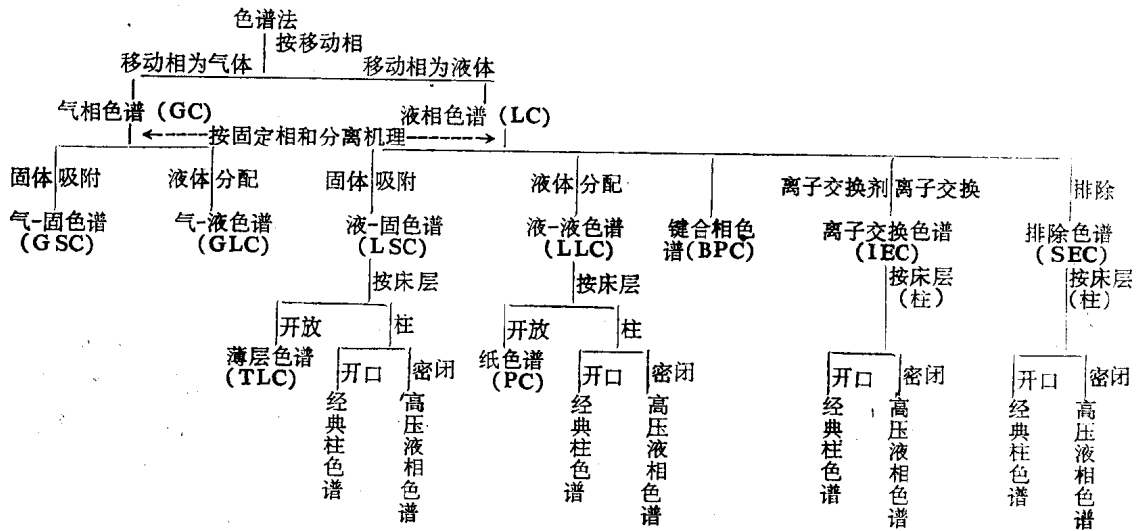 色谱法
按移动相
移动相为气体 移动相为液体
气相色谱（GC） 液相色谱（LC）
按固定相和分离机理
固体 吸附 液体 分配 固体 吸附 液体 分配 离子交换剂 离子交换 排除
气-固色谱 气-液色谱 液-固色谱 液-液色谱 键合相色 离子交换色谱 排除色谱
(GSC) (GLC) (LSC) (LLC) 谱(BPC) (IEC) (SEC)
按床层 按床层 按床层 按床层
（柱） （柱）
开放 柱 开放 柱
薄层色谱 纸色谱
(TLC) 开口 密闭 (PC) 开口 密闭 开口 密闭 开口 密闭
经典柱色谱 高压液相色谱 经典柱色谱 高压液相色谱 经典柱色谱 高压液相色谱 经典柱色谱 高压液相色谱